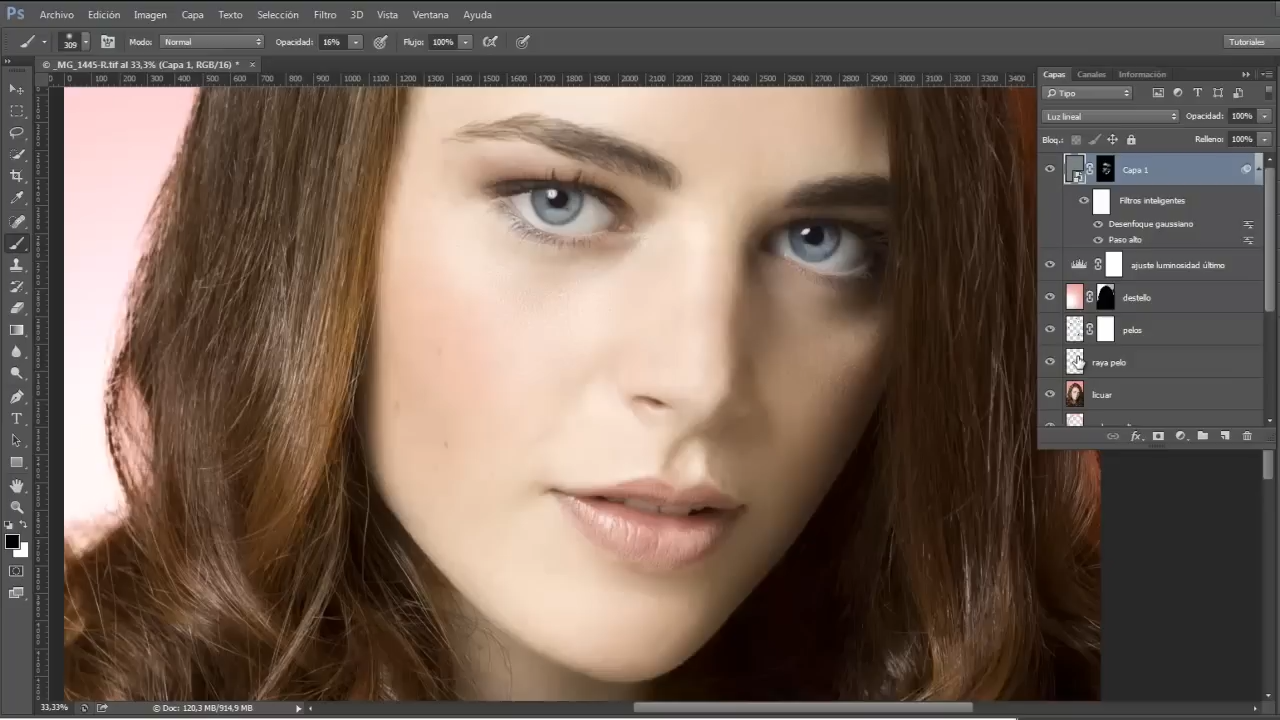 Ps Archivo Edición Imagen Capa Texto Selección Filtro 3D Vista Ventana Ayuda
309 Modo: Normal Opacidad: 16% Flujo: 100% Tutoriales
© _MG_1445-R.tif al 33,3% (Capa 1, RGB/16) * ×
0 0 100 200 300 400 500 600 700 800 900 1000 1100 1200 1300 1400 1500 1600 1700 1800 1900 2000 2100 2200 2300 2400 2500 2600 2700 2800 2900 3000 3100 3200 3300 3400
Capas Canales Información
Tipo
Luz lineal Opacidad: 100%
Bloq.: Relleno: 100%
Capa 1
Filtros inteligentes
Desenfoque gaussiano
Paso alto
ajuste luminosidad último
destello
pelos
raya pelo
licuar
fx
33,33% © Doc: 120,3 MB/914,9 MB